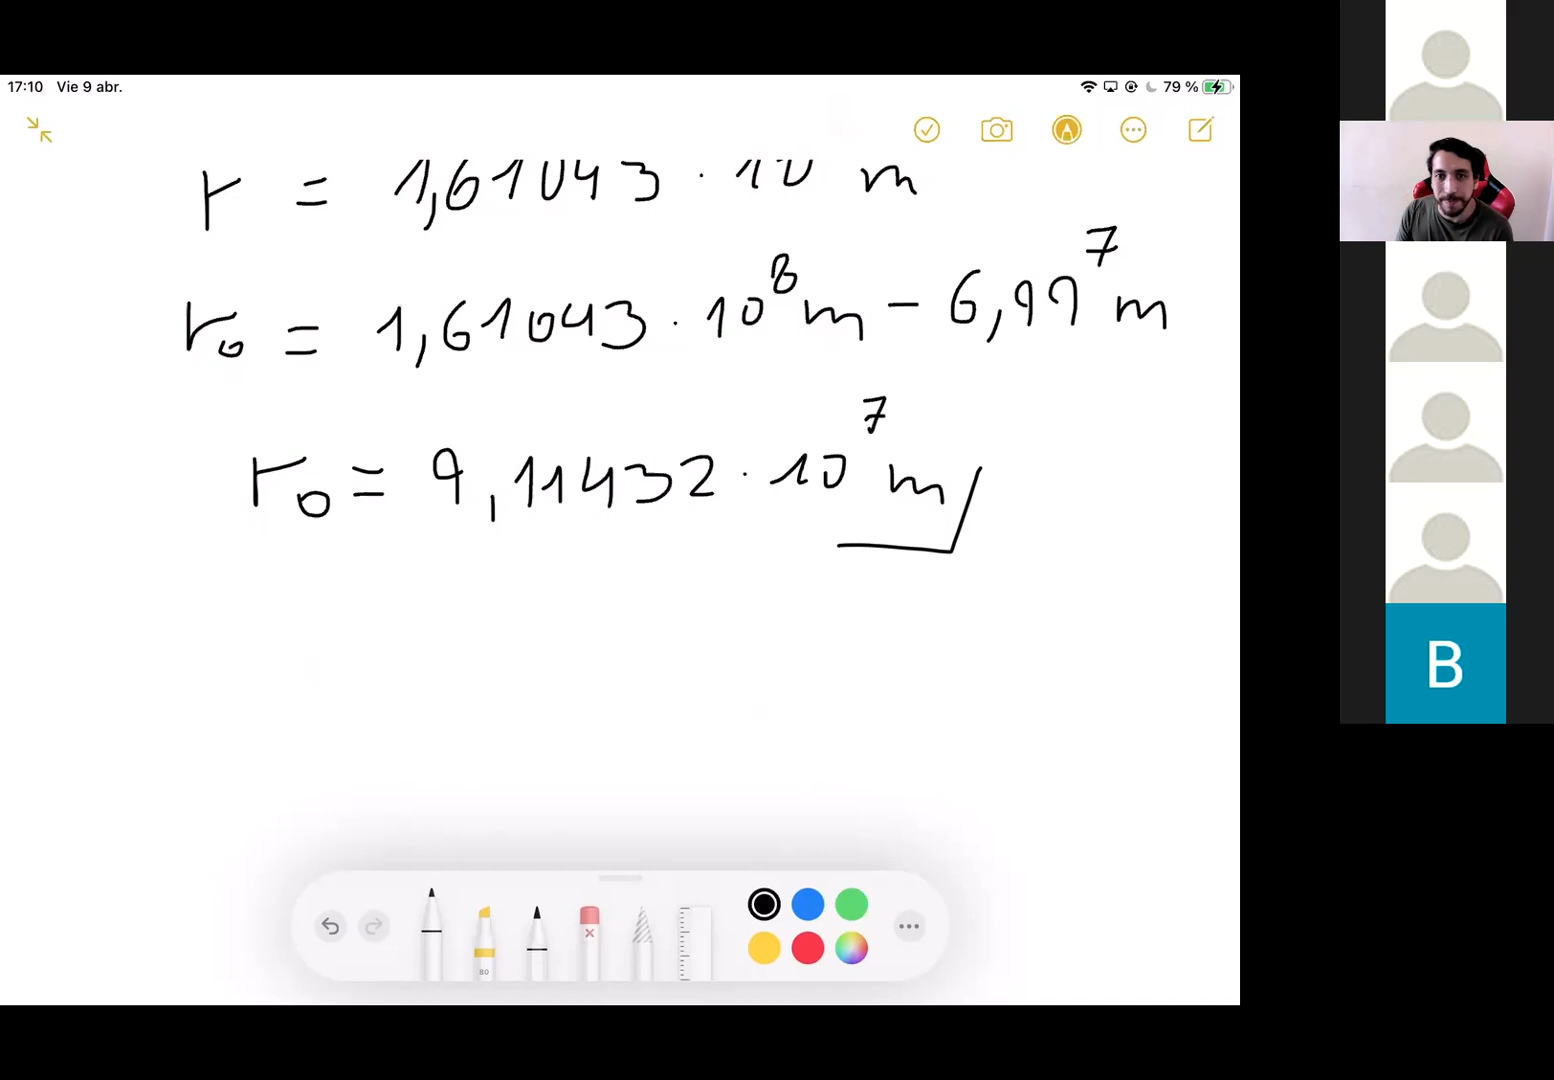 17:10 Vie 9 abr. 79 %
r = 1,61043 · 10 m
r₀ = 1,61043 · 10⁸ m - 6,99⁷ m
r₀ = 9,11432 · 10⁷ m
80
B